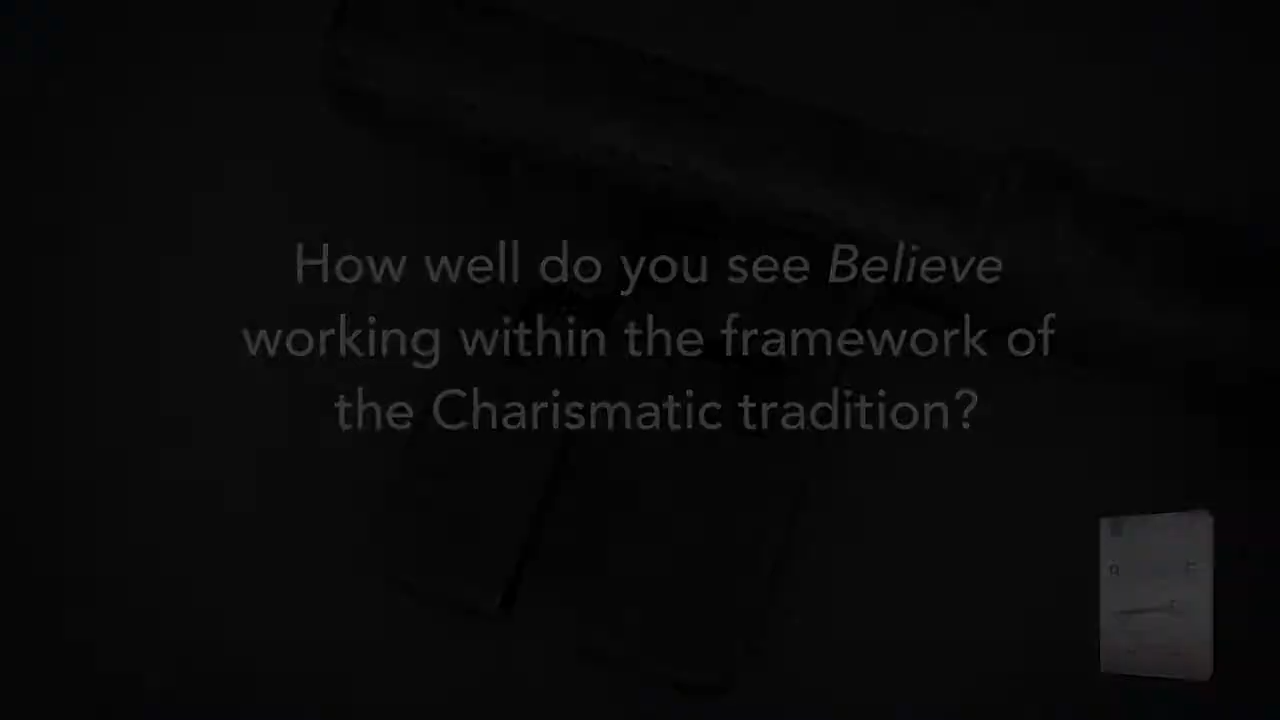 How well do you see Believe
working within the framework of
the Charismatic tradition?